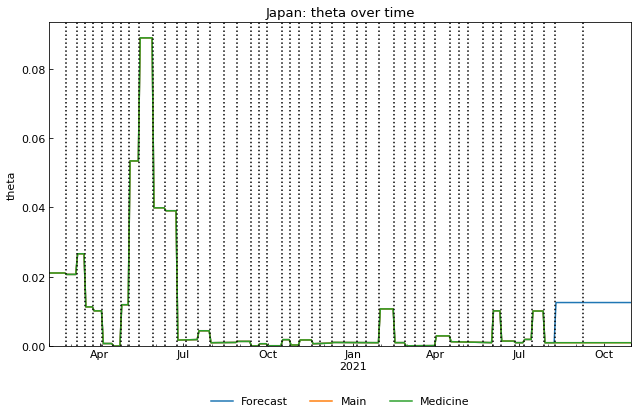 Japan: theta over time
theta
0.08
0.06
0.04
0.02
0.00
Apr Jul Oct Jan Apr Jul Oct
2021
Forecast Main Medicine